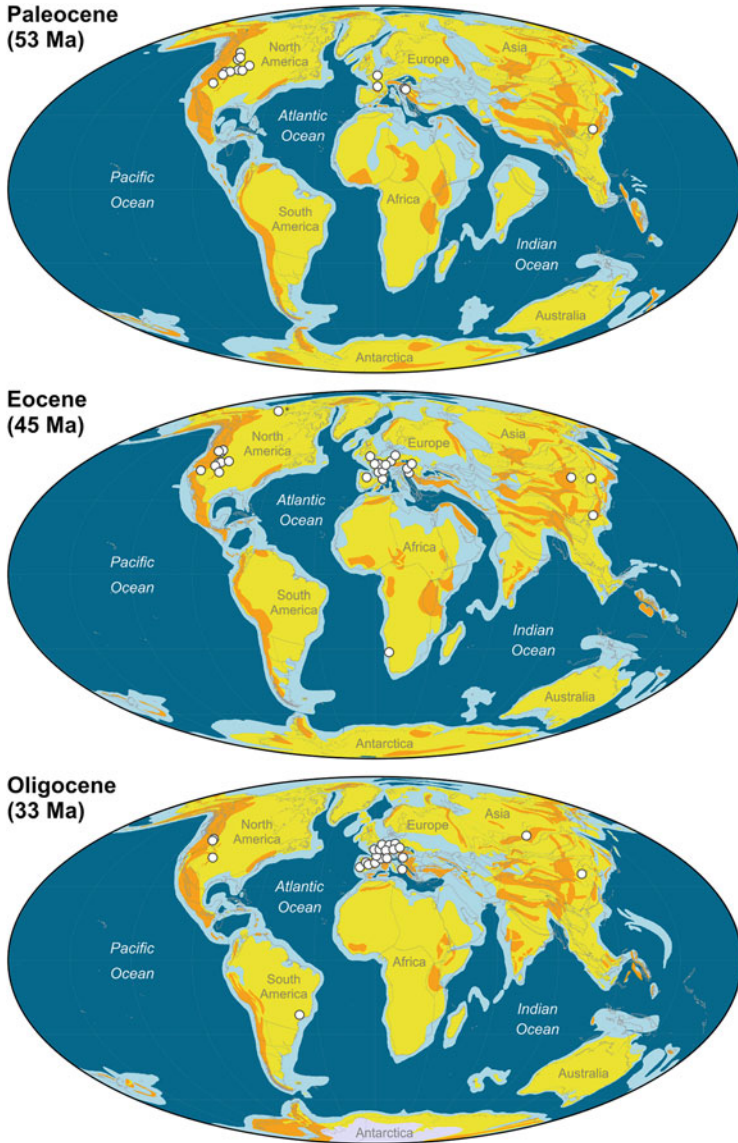 Paleocene
(53 Ma)
North
America
Europe
Asia
Atlantic
Ocean
Pacific
Ocean
Africa
South
America
Indian
Ocean
Australia
Antarctica
Eocene
(45 Ma)
North
America
Europe
Asia
Atlantic
Ocean
Africa
Pacific
Ocean
South
America
Indian
Ocean
Australia
Antarctica
Oligocene
(33 Ma)
North
America
Europe
Asia
Atlantic
Ocean
Pacific
Ocean
Africa
South
America
Indian
Ocean
Australia
Antarctica